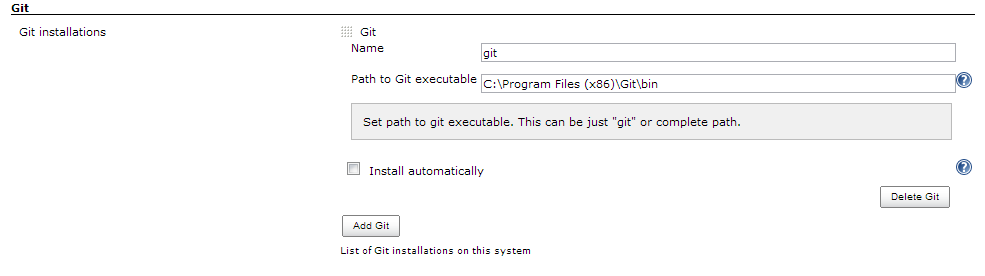 Git
Git installations
Git
Name
git
Path to Git executable
C:\Program Files (x86)\Git\bin
?
Set path to git executable. This can be just "git" or complete path.
Install automatically
?
Delete Git
Add Git
List of Git installations on this system